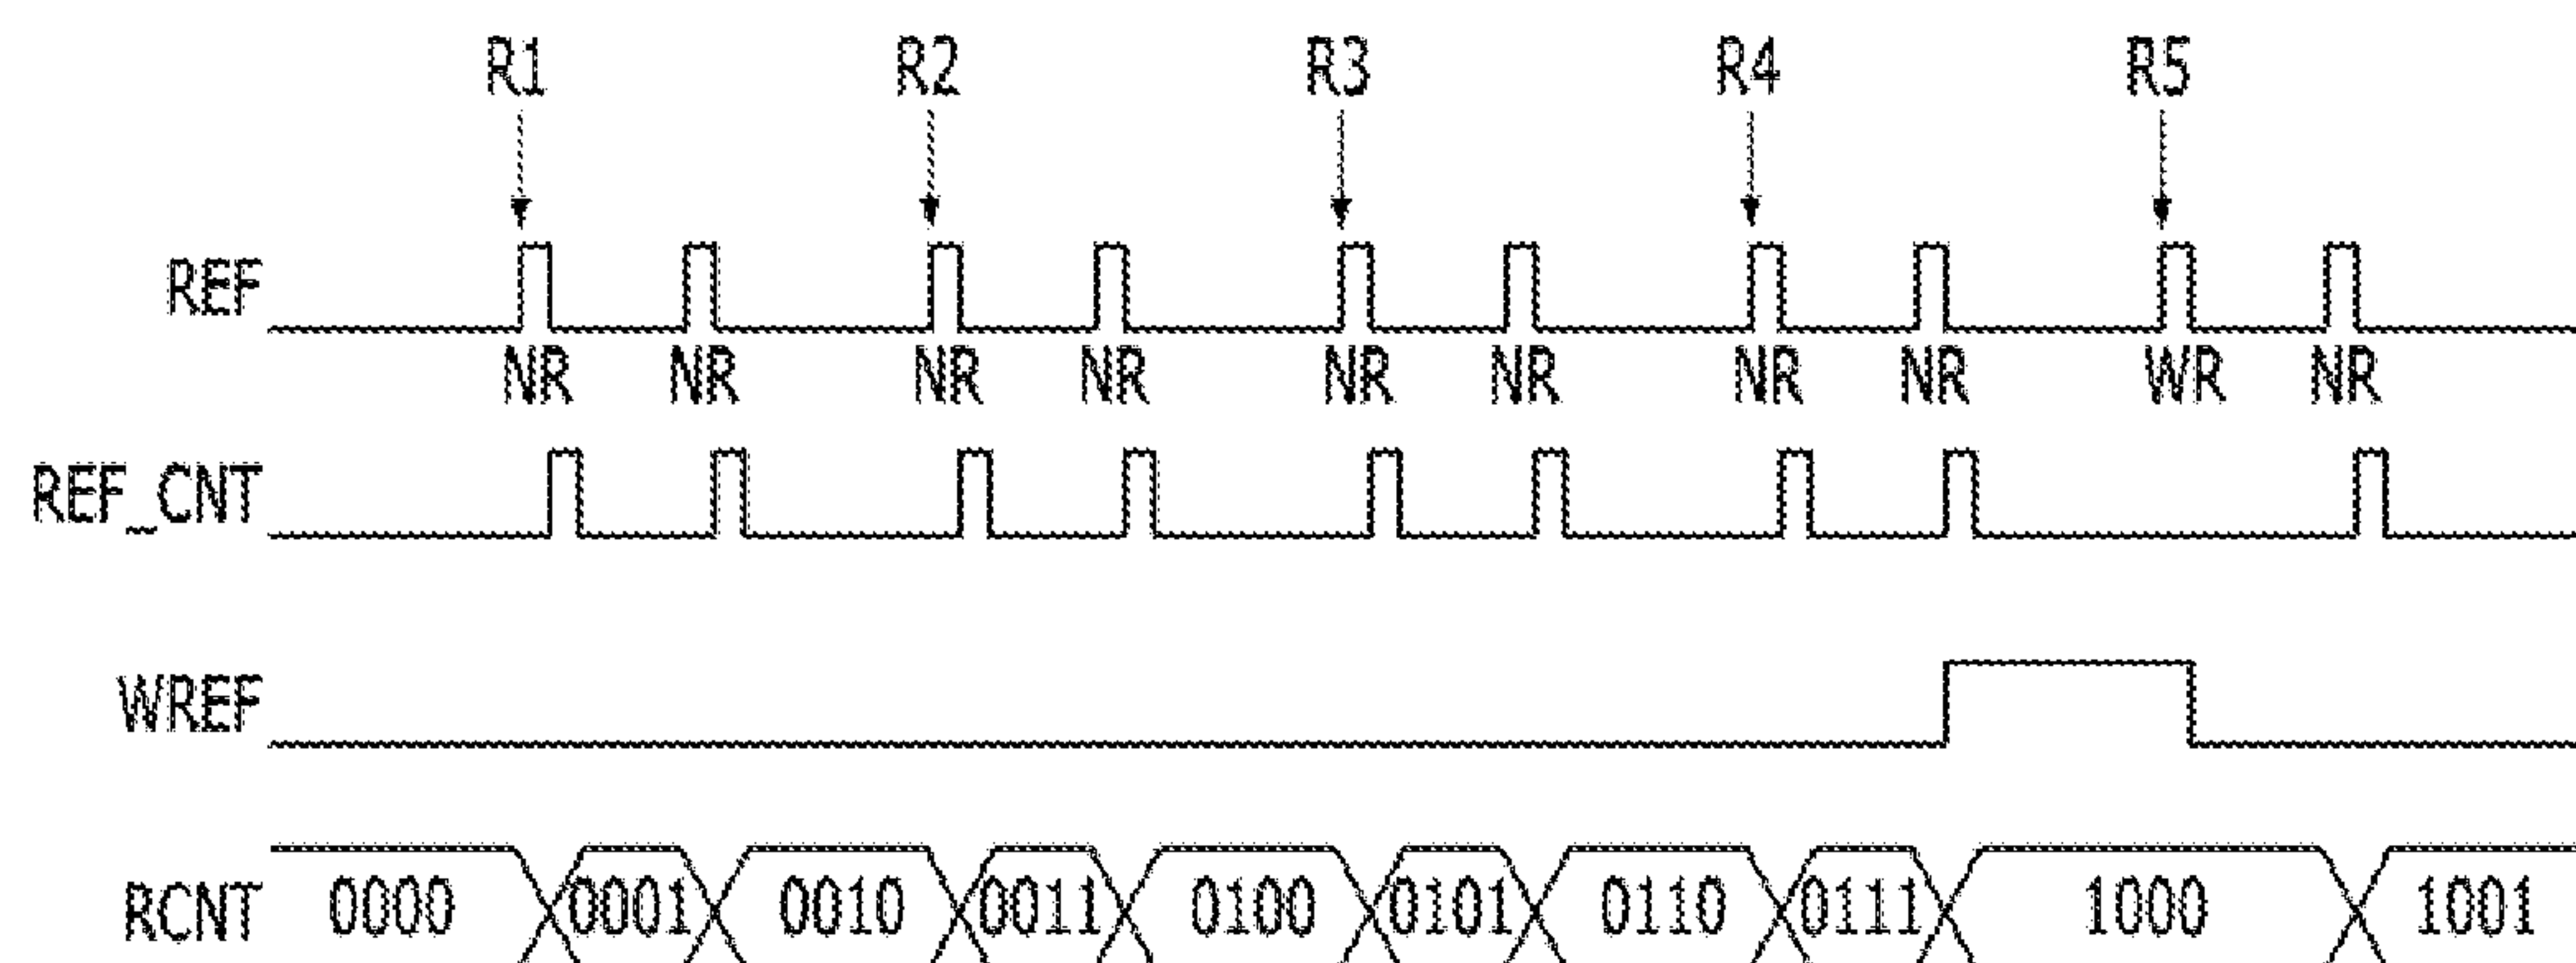 R1 R2 R3 R4 R5
REF
NR NR NR NR NR NR NR NR WR NR
REF_CNT
WREF
RCNT 0000 0001 0010 0011 0100 0101 0110 0111 1000 1001